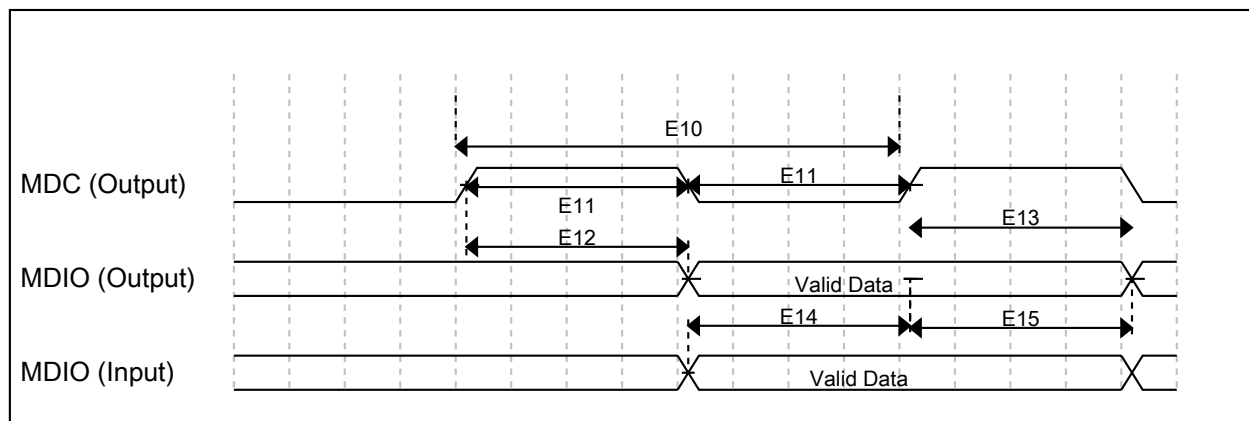 E10
MDC (Output)
E11
E11
E13
E12
MDIO (Output)
Valid Data
E14
E15
MDIO (Input)
Valid Data